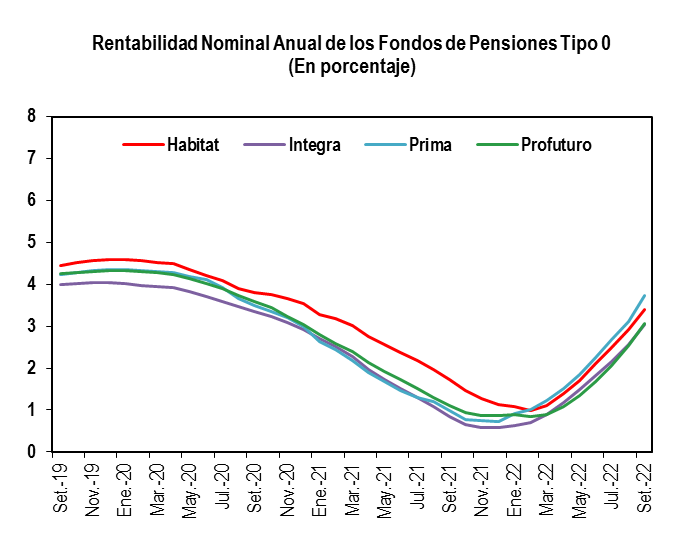 Rentabilidad Nominal Anual de los Fondos de Pensiones Tipo 0
(En porcentaje)
8
7
6
5
4
3
2
1
0
Habitat Integra Prima Profuturo
Set.-19 Nov.-19 Ene.-20 Mar.-20 May.-20 Jul.-20 Set.-20 Nov.-20 Ene.-21 Mar.-21 May.-21 Jul.-21 Set.-21 Nov.-21 Ene.-22 Mar.-22 May.-22 Jul.-22 Set.-22